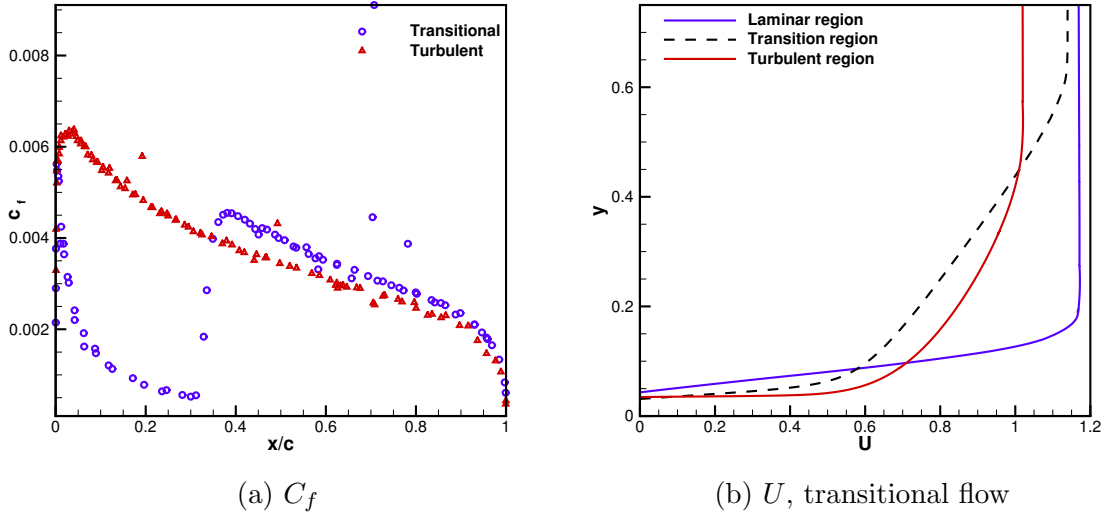 Transitional
Turbulent
0.008
0.006
0.004
0.002
c_f
0
0.2
0.4
0.6
0.8
1
x/c
(a) C_f
Laminar region
Transition region
Turbulent region
0.6
0.4
0.2
0
y
0
0.2
0.4
0.6
0.8
1
1.2
U
(b) U, transitional flow